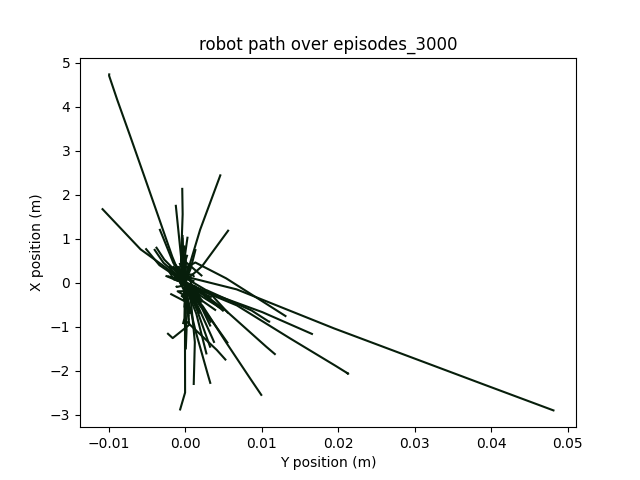 robot path over episodes_3000
5
4
3
2
1
0
−1
−2
−3
X position (m)
−0.01 0.00 0.01 0.02 0.03 0.04 0.05
Y position (m)